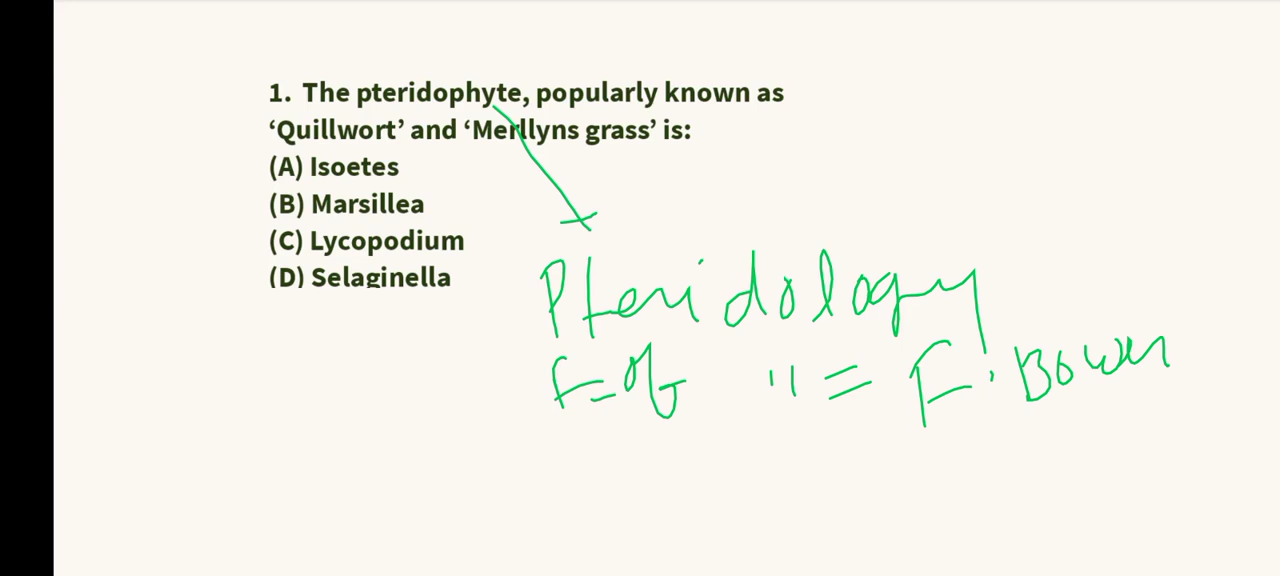 1. The pteridophyte, popularly known as
‘Quillwort’ and ‘Merllyns grass’ is:
(A) Isoetes
(B) Marsillea
(C) Lycopodium
(D) Selaginella
Pteridology
F. of " = F. Bower